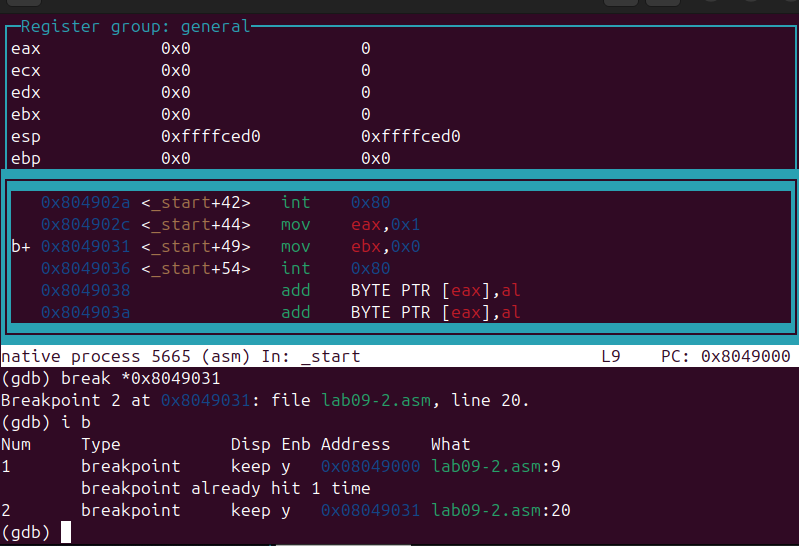 Register group: general
eax 0x0 0
ecx 0x0 0
edx 0x0 0
ebx 0x0 0
esp 0xffffced0 0xffffced0
ebp 0x0 0x0
0x804902a <_start+42> int 0x80
0x804902c <_start+44> mov eax,0x1
b+ 0x8049031 <_start+49> mov ebx,0x0
0x8049036 <_start+54> int 0x80
0x8049038 add BYTE PTR [eax],al
0x804903a add BYTE PTR [eax],al
native process 5665 (asm) In: _start L9 PC: 0x8049000
(gdb) break *0x8049031
Breakpoint 2 at 0x8049031: file lab09-2.asm, line 20.
(gdb) i b
Num Type Disp Enb Address What
1 breakpoint keep y 0x08049000 lab09-2.asm:9
breakpoint already hit 1 time
2 breakpoint keep y 0x08049031 lab09-2.asm:20
(gdb)